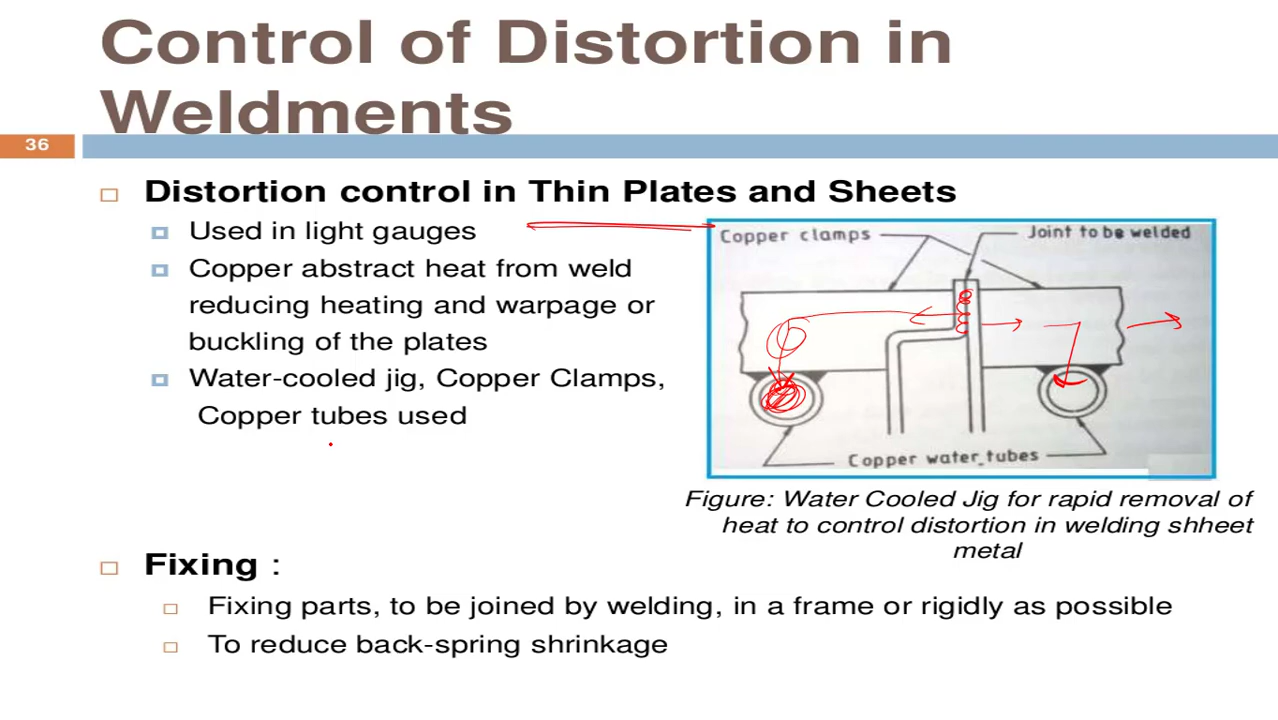 Control of Distortion in
Weldments
36
Distortion control in Thin Plates and Sheets
Used in light gauges
Copper abstract heat from weld
reducing heating and warpage or
buckling of the plates
Water-cooled jig, Copper Clamps,
Copper tubes used
Copper clamps
Joint to be welded
Copper water tubes
Figure: Water Cooled Jig for rapid removal of
heat to control distortion in welding shheet
metal
Fixing :
Fixing parts, to be joined by welding, in a frame or rigidly as possible
To reduce back-spring shrinkage